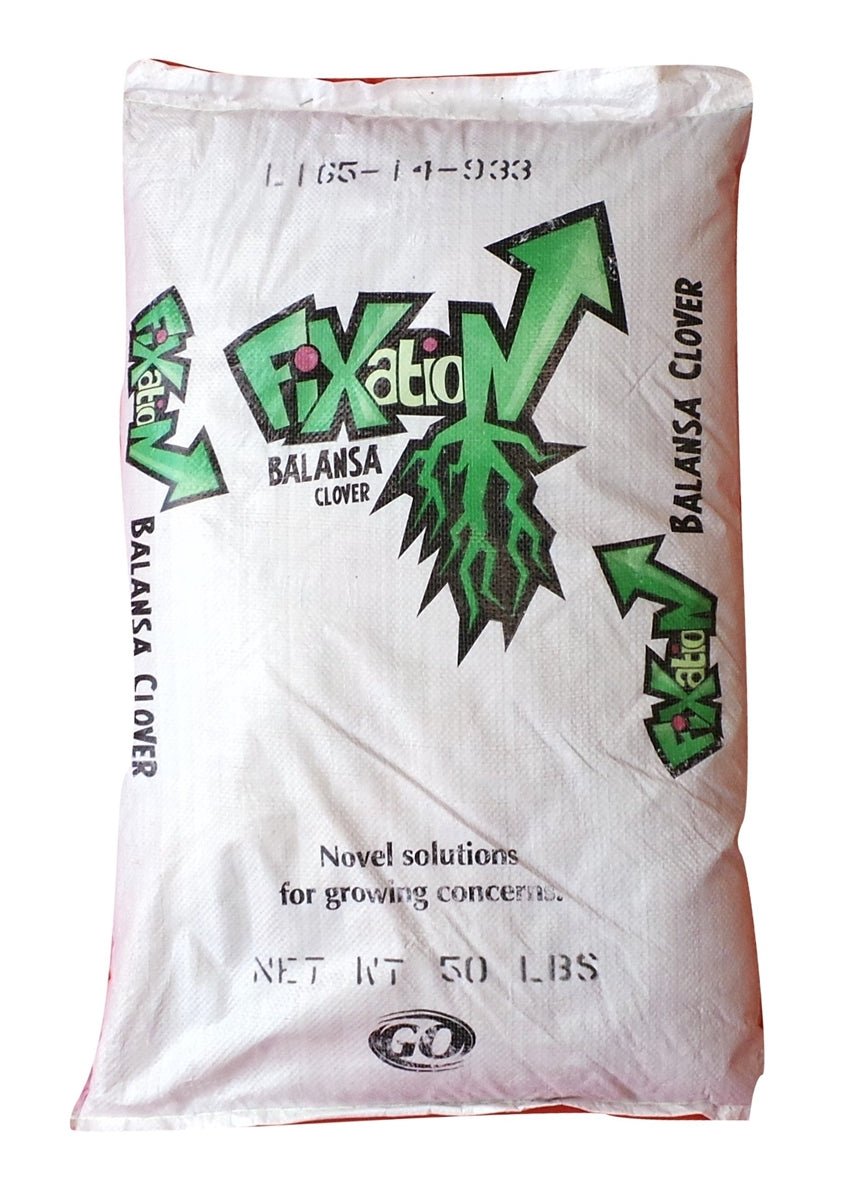 L165-14-933
FiXatioN
BALANSA
CLOVER
FiXatioN
BALANSA CLOVER
BALANSA CLOVER
FiXatioN
Novel solutions
for growing concerns.
NET WT 50 LBS
GO